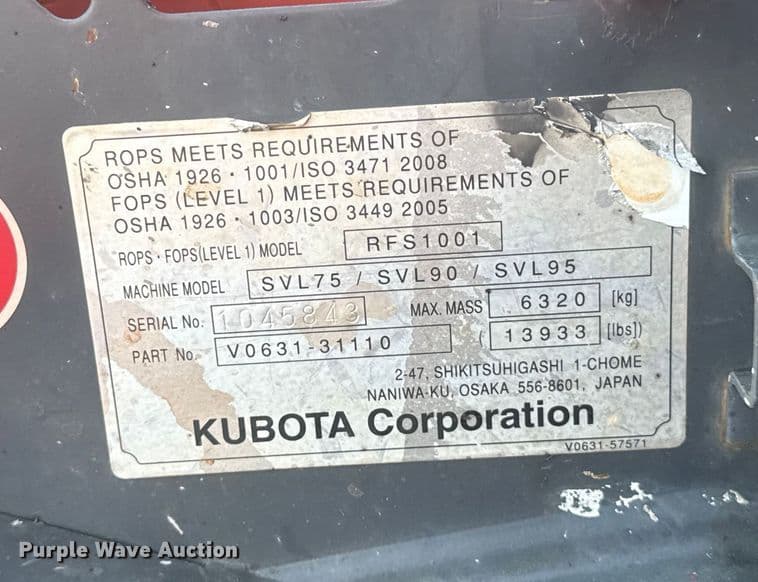 ROPS MEETS REQUIREMENTS OF
OSHA 1926 · 1001/ISO 3471 2008
FOPS (LEVEL 1) MEETS REQUIREMENTS OF
OSHA 1926 · 1003/ISO 3449 2005
ROPS · FOPS(LEVEL 1) MODEL RFS1001
MACHINE MODEL SVL75 / SVL90 / SVL95
SERIAL No. 1045843 MAX. MASS 6320 [kg]
PART No. V0631-31110 ( 13933 [lbs])
2-47, SHIKITSUHIGASHI 1-CHOME
NANIWA-KU, OSAKA 556-8601, JAPAN
KUBOTA Corporation
V0631-57571
Purple Wave Auction